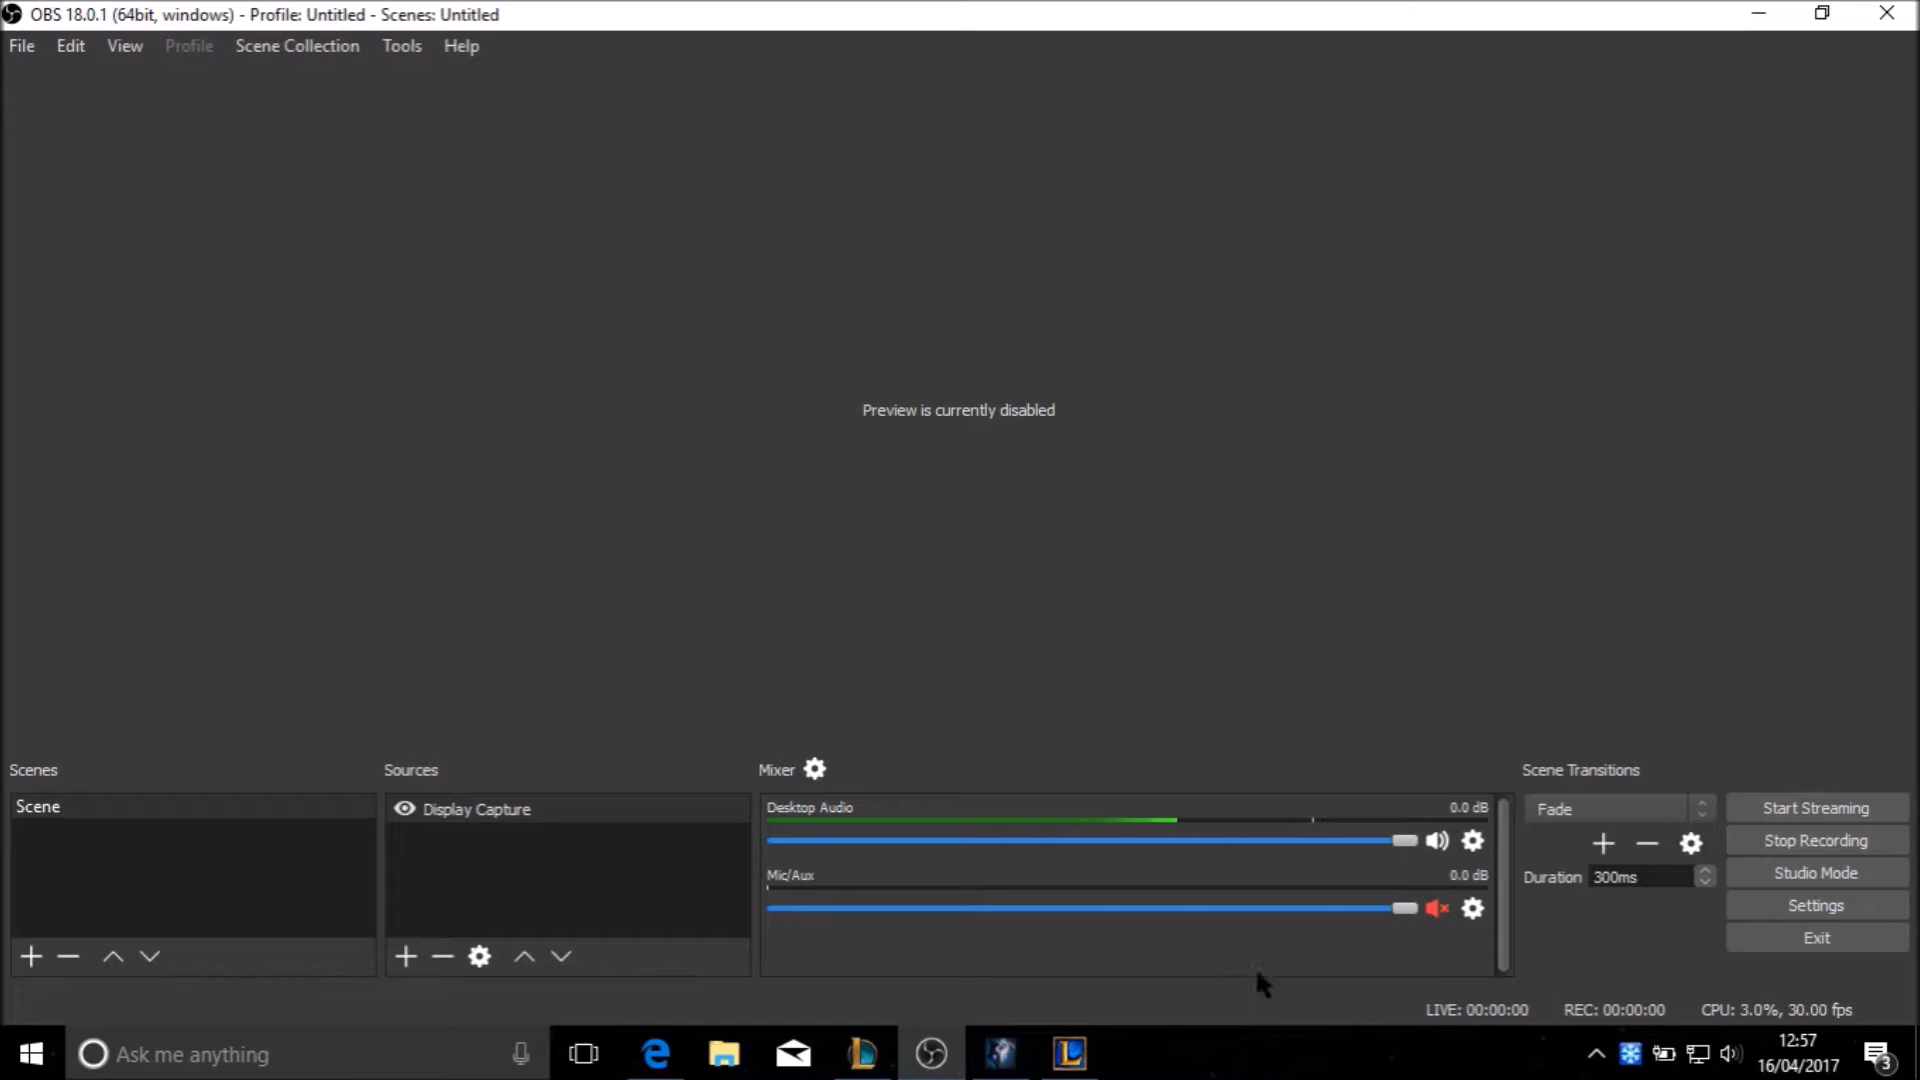 OBS 18.0.1 (64bit, windows) - Profile: Untitled - Scenes: Untitled
File Edit View Profile Scene Collection Tools Help
Preview is currently disabled
Scenes
Sources
Mixer
Scene Transitions
Scene
Display Capture
Desktop Audio 0.0 dB
Mic/Aux 0.0 dB
Fade
Duration 300ms
Start Streaming
Stop Recording
Studio Mode
Settings
Exit
LIVE: 00:00:00 REC: 00:00:00 CPU: 3.0%, 30.00 fps
Ask me anything
12:57
16/04/2017
3